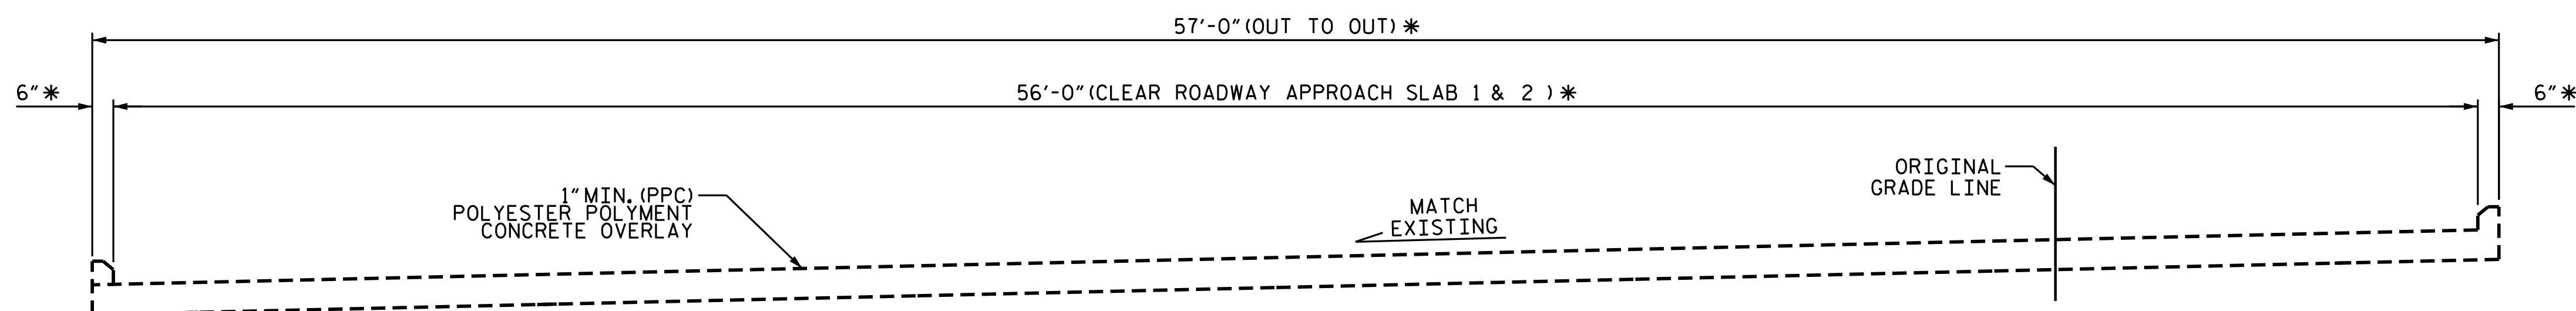 57'-0"(OUT TO OUT)*
6"*
56'-0"(CLEAR ROADWAY APPROACH SLAB 1 & 2 )*
6"*
1"MIN.(PPC)
POLYESTER POLYMENT
CONCRETE OVERLAY
MATCH
EXISTING
ORIGINAL
GRADE LINE